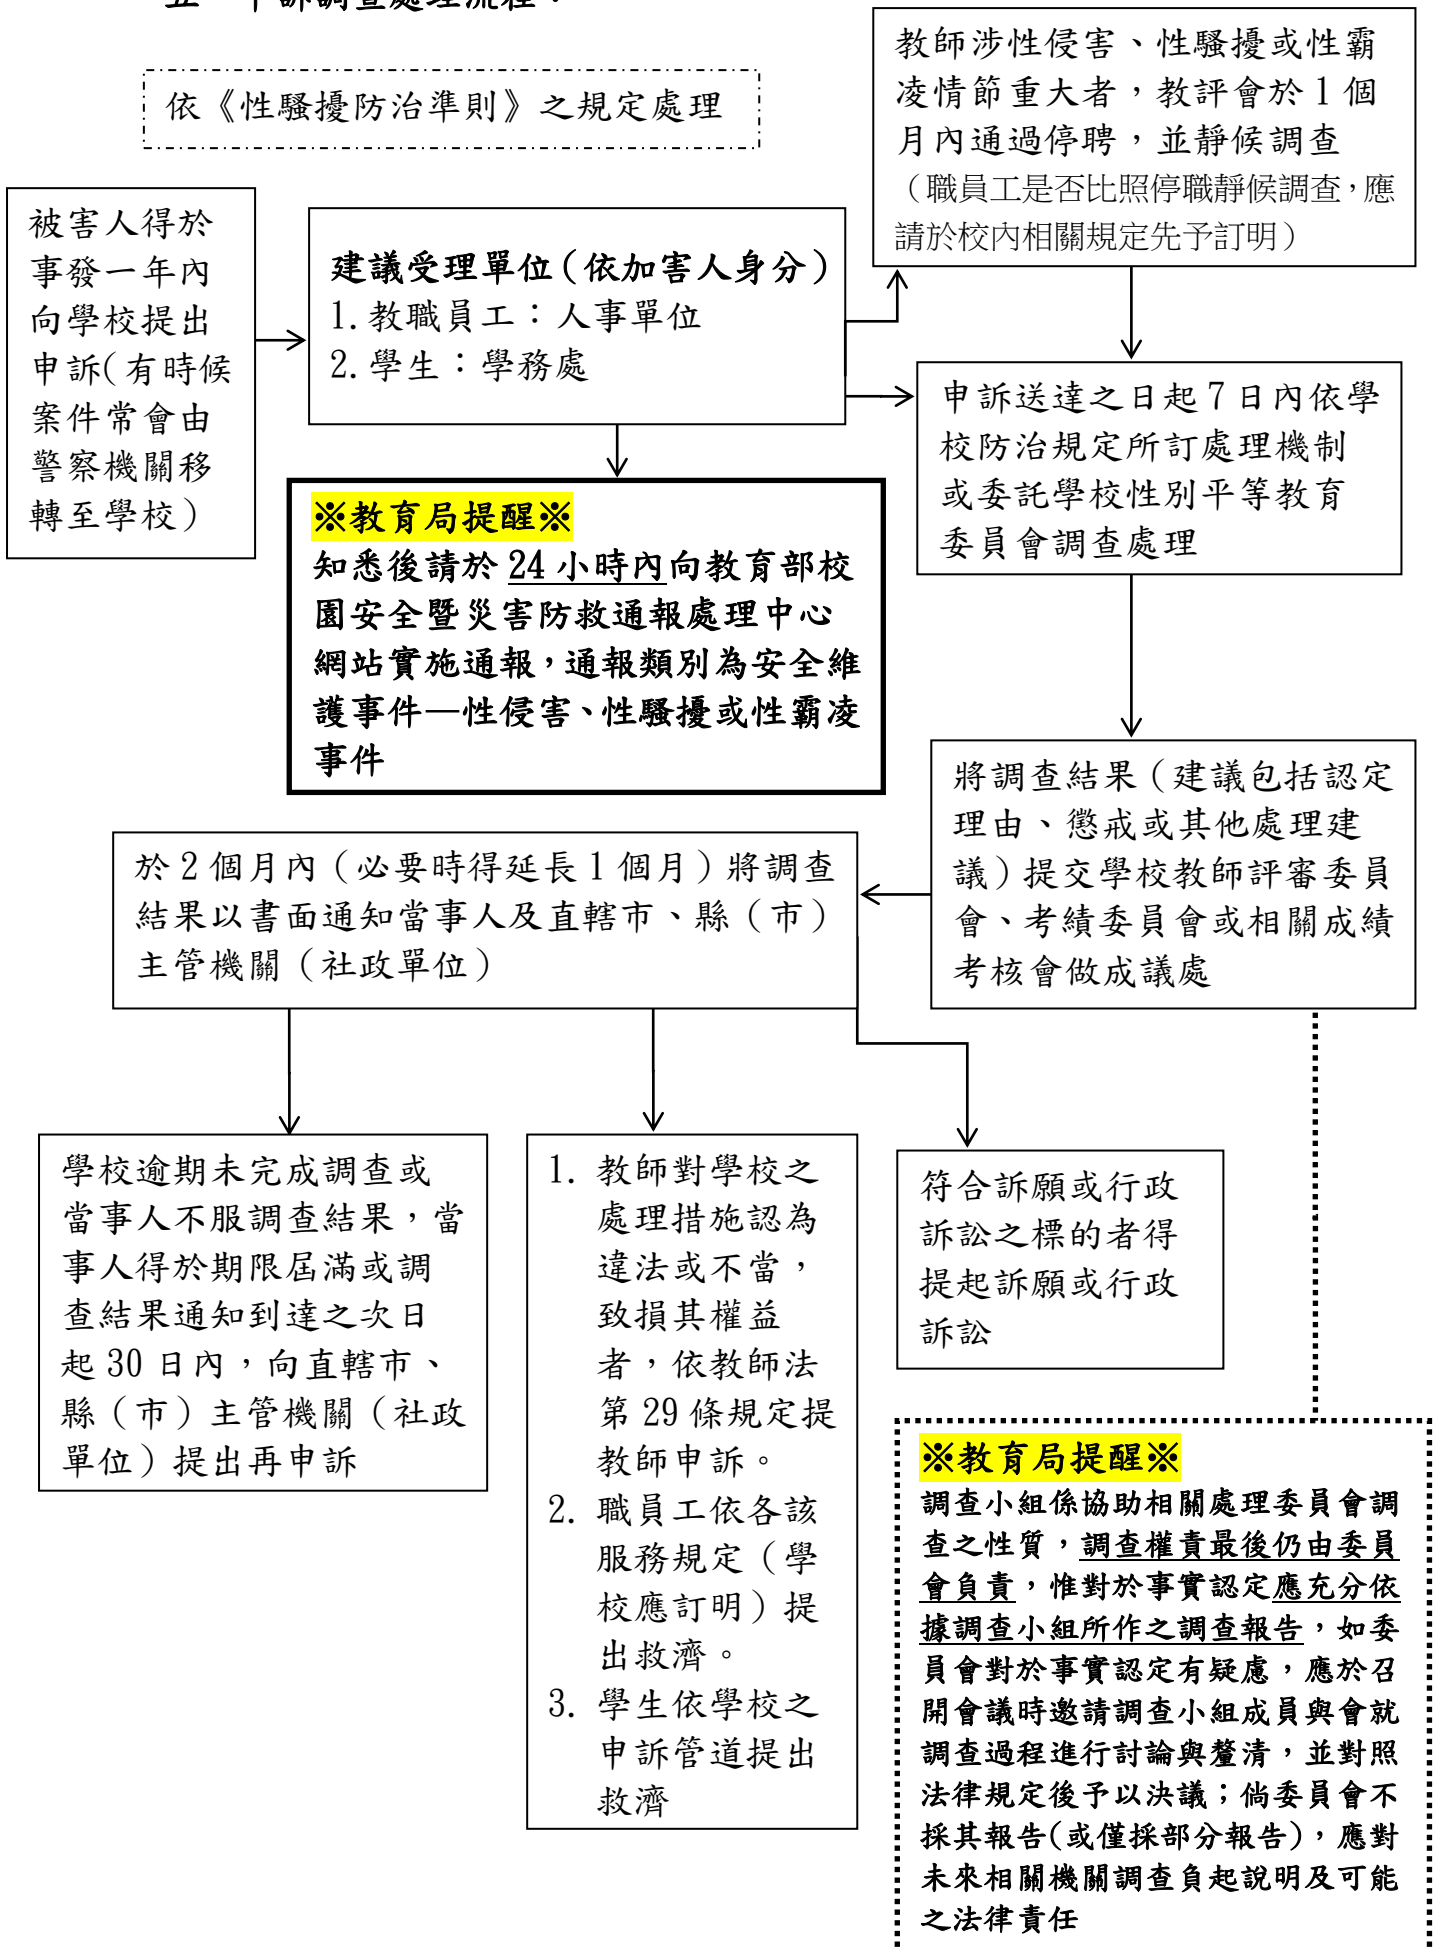 五、申訴調查處理流程：
依《性騷擾防治準則》之規定處理
教師涉性侵害、性騷擾或性霸
凌情節重大者，教評會於1個
月內通過停聘，並靜候調查
（職員工是否比照停職靜候調查，應
請於校內相關規定先予訂明）
被害人得於
事發一年內
向學校提出
申訴(有時候
案件常會由
警察機關移
轉至學校）
建議受理單位（依加害人身分）
1.教職員工：人事單位
2.學生：學務處
申訴送達之日起7日內依學
校防治規定所訂處理機制
或委託學校性別平等教育
委員會調查處理
※教育局提醒※
知悉後請於24小時內向教育部校
園安全暨災害防救通報處理中心
網站實施通報，通報類別為安全維
護事件—性侵害、性騷擾或性霸凌
事件
將調查結果（建議包括認定
理由、懲戒或其他處理建
議）提交學校教師評審委員
會、考績委員會或相關成績
考核會做成議處
於2個月內（必要時得延長1個月）將調查
結果以書面通知當事人及直轄市、縣（市）
主管機關（社政單位）
學校逾期未完成調查或
當事人不服調查結果，當
事人得於期限屆滿或調
查結果通知到達之次日
起30日內，向直轄市、
縣（市）主管機關（社政
單位）提出再申訴
1. 教師對學校之
處理措施認為
違法或不當，
致損其權益
者，依教師法
第29條規定提
教師申訴。
2. 職員工依各該
服務規定（學
校應訂明）提
出救濟。
3. 學生依學校之
申訴管道提出
救濟
符合訴願或行政
訴訟之標的者得
提起訴願或行政
訴訟
※教育局提醒※
調查小組係協助相關處理委員會調
查之性質，調查權責最後仍由委員
會負責，惟對於事實認定應充分依
據調查小組所作之調查報告，如委
員會對於事實認定有疑慮，應於召
開會議時邀請調查小組成員與會就
調查過程進行討論與釐清，並對照
法律規定後予以決議；倘委員會不
採其報告(或僅採部分報告)，應對
未來相關機關調查負起說明及可能
之法律責任